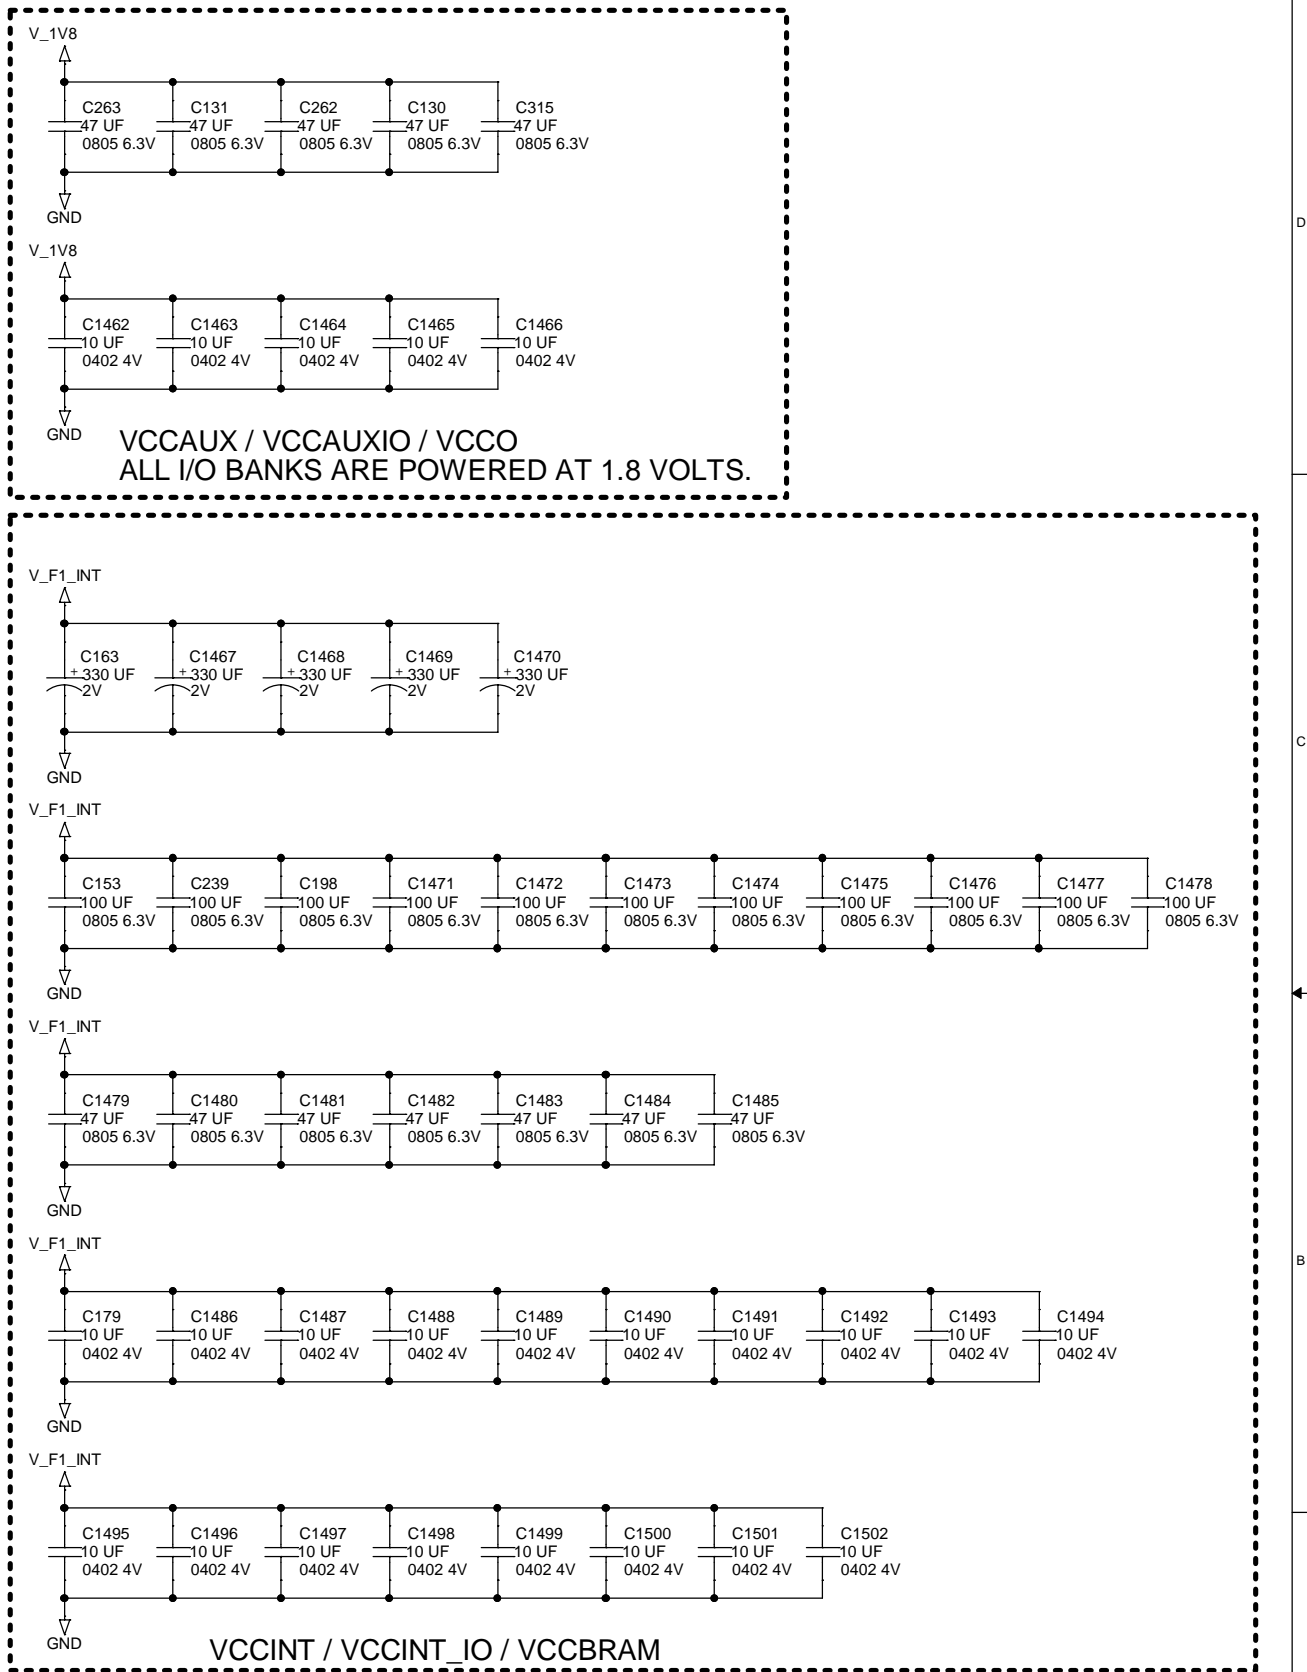 V_1V8
C263 C131 C262 C130 C315
47 UF 47 UF 47 UF 47 UF 47 UF
0805 6.3V 0805 6.3V 0805 6.3V 0805 6.3V 0805 6.3V
GND
D
V_1V8
C1462 C1463 C1464 C1465 C1466
10 UF 10 UF 10 UF 10 UF 10 UF
0402 4V 0402 4V 0402 4V 0402 4V 0402 4V
GND
VCCAUX / VCCAUXIO / VCCO
ALL I/O BANKS ARE POWERED AT 1.8 VOLTS.
V_F1_INT
C163 C1467 C1468 C1469 C1470
+ 330 UF + 330 UF + 330 UF + 330 UF + 330 UF
2V 2V 2V 2V 2V
C
GND
V_F1_INT
C153 C239 C198 C1471 C1472 C1473 C1474 C1475 C1476 C1477 C1478
100 UF 100 UF 100 UF 100 UF 100 UF 100 UF 100 UF 100 UF 100 UF 100 UF 100 UF
0805 6.3V 0805 6.3V 0805 6.3V 0805 6.3V 0805 6.3V 0805 6.3V 0805 6.3V 0805 6.3V 0805 6.3V 0805 6.3V 0805 6.3V
GND
V_F1_INT
C1479 C1480 C1481 C1482 C1483 C1484 C1485
47 UF 47 UF 47 UF 47 UF 47 UF 47 UF 47 UF
0805 6.3V 0805 6.3V 0805 6.3V 0805 6.3V 0805 6.3V 0805 6.3V 0805 6.3V
GND
V_F1_INT
B
C179 C1486 C1487 C1488 C1489 C1490 C1491 C1492 C1493 C1494
10 UF 10 UF 10 UF 10 UF 10 UF 10 UF 10 UF 10 UF 10 UF 10 UF
0402 4V 0402 4V 0402 4V 0402 4V 0402 4V 0402 4V 0402 4V 0402 4V 0402 4V 0402 4V
GND
V_F1_INT
C1495 C1496 C1497 C1498 C1499 C1500 C1501 C1502
10 UF 10 UF 10 UF 10 UF 10 UF 10 UF 10 UF 10 UF
0402 4V 0402 4V 0402 4V 0402 4V 0402 4V 0402 4V 0402 4V 0402 4V
GND
VCCINT / VCCINT_IO / VCCBRAM